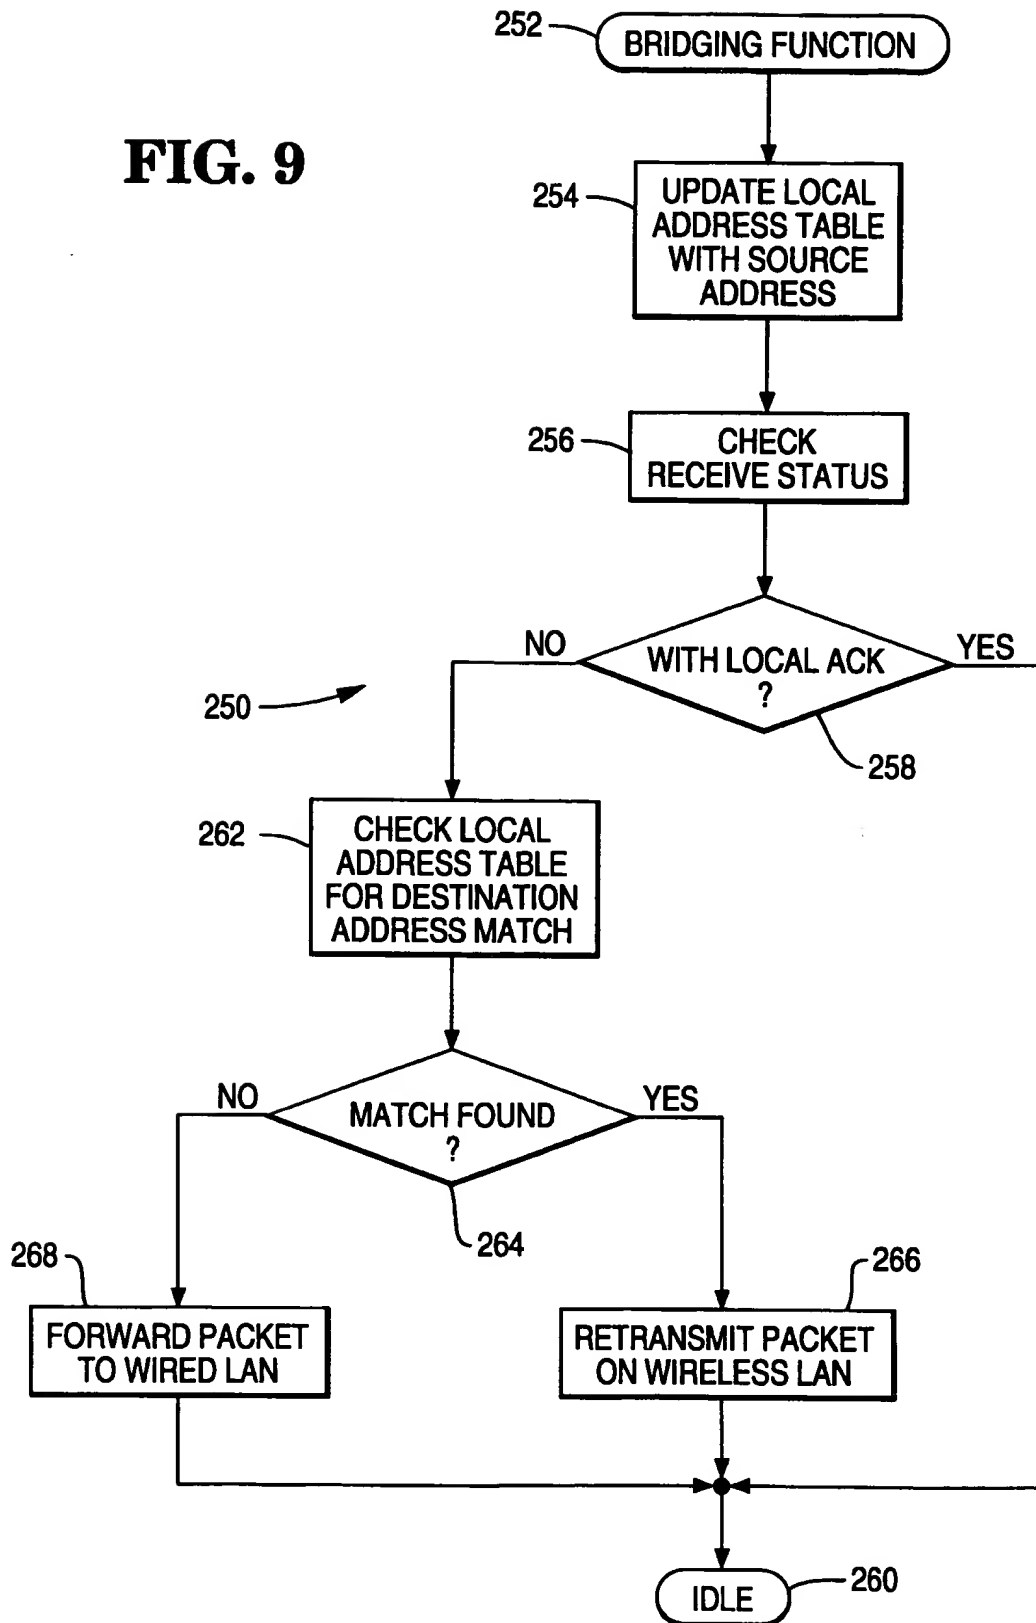 252
BRIDGING FUNCTION
FIG. 9
254
UPDATE LOCAL
ADDRESS TABLE
WITH SOURCE
ADDRESS
256
CHECK
RECEIVE STATUS
NO
WITH LOCAL ACK
?
YES
250
258
262
CHECK LOCAL
ADDRESS TABLE
FOR DESTINATION
ADDRESS MATCH
NO
MATCH FOUND
?
YES
264
268
266
FORWARD PACKET
TO WIRED LAN
RETRANSMIT PACKET
ON WIRELESS LAN
IDLE
260